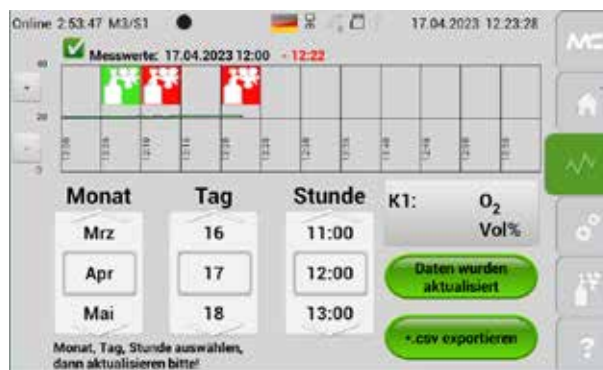 Online 2:53:47 M3/S1 17.04.2023 12:23:28
Messwerte: 17.04.2023 12:00 - 12:22
20
Monat Tag Stunde
Mrz 16 11:00
Apr 17 12:00
Mai 18 13:00
K1: O2
Vol%
Daten wurden
aktualisiert
*.csv exportieren
Monat, Tag, Stunde auswählen,
dann aktualisieren bitte!
?